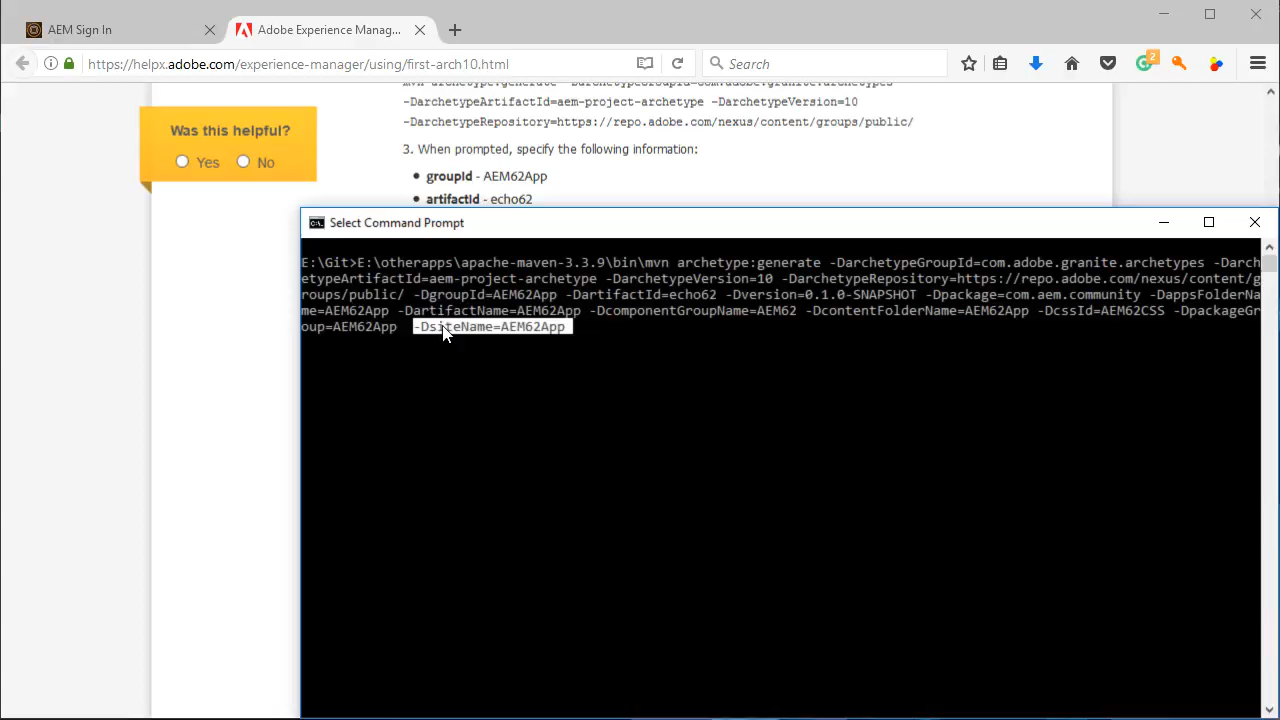 AEM Sign In
Adobe Experience Manag...
https://helpx.adobe.com/experience-manager/using/first-arch10.html
Search
2
-DarchetypeArtifactId=aem-project-archetype -DarchetypeVersion=10
-DarchetypeRepository=https://repo.adobe.com/nexus/content/groups/public/
Was this helpful?
Yes
No
3. When prompted, specify the following information:
groupId - AEM62App
artifactId - echo62
Select Command Prompt
E:\Git>E:\otherapps\apache-maven-3.3.9\bin\mvn archetype:generate -DarchetypeGroupId=com.adobe.granite.archetypes -Darch
etypeArtifactId=aem-project-archetype -DarchetypeVersion=10 -DarchetypeRepository=https://repo.adobe.com/nexus/content/g
roups/public/ -DgroupId=AEM62App -DartifactId=echo62 -Dversion=0.1.0-SNAPSHOT -Dpackage=com.aem.community -DappsFolderNa
me=AEM62App -DartifactName=AEM62App -DcomponentGroupName=AEM62 -DcontentFolderName=AEM62App -DcssId=AEM62CSS -DpackageGr
oup=AEM62App -DsiteName=AEM62App